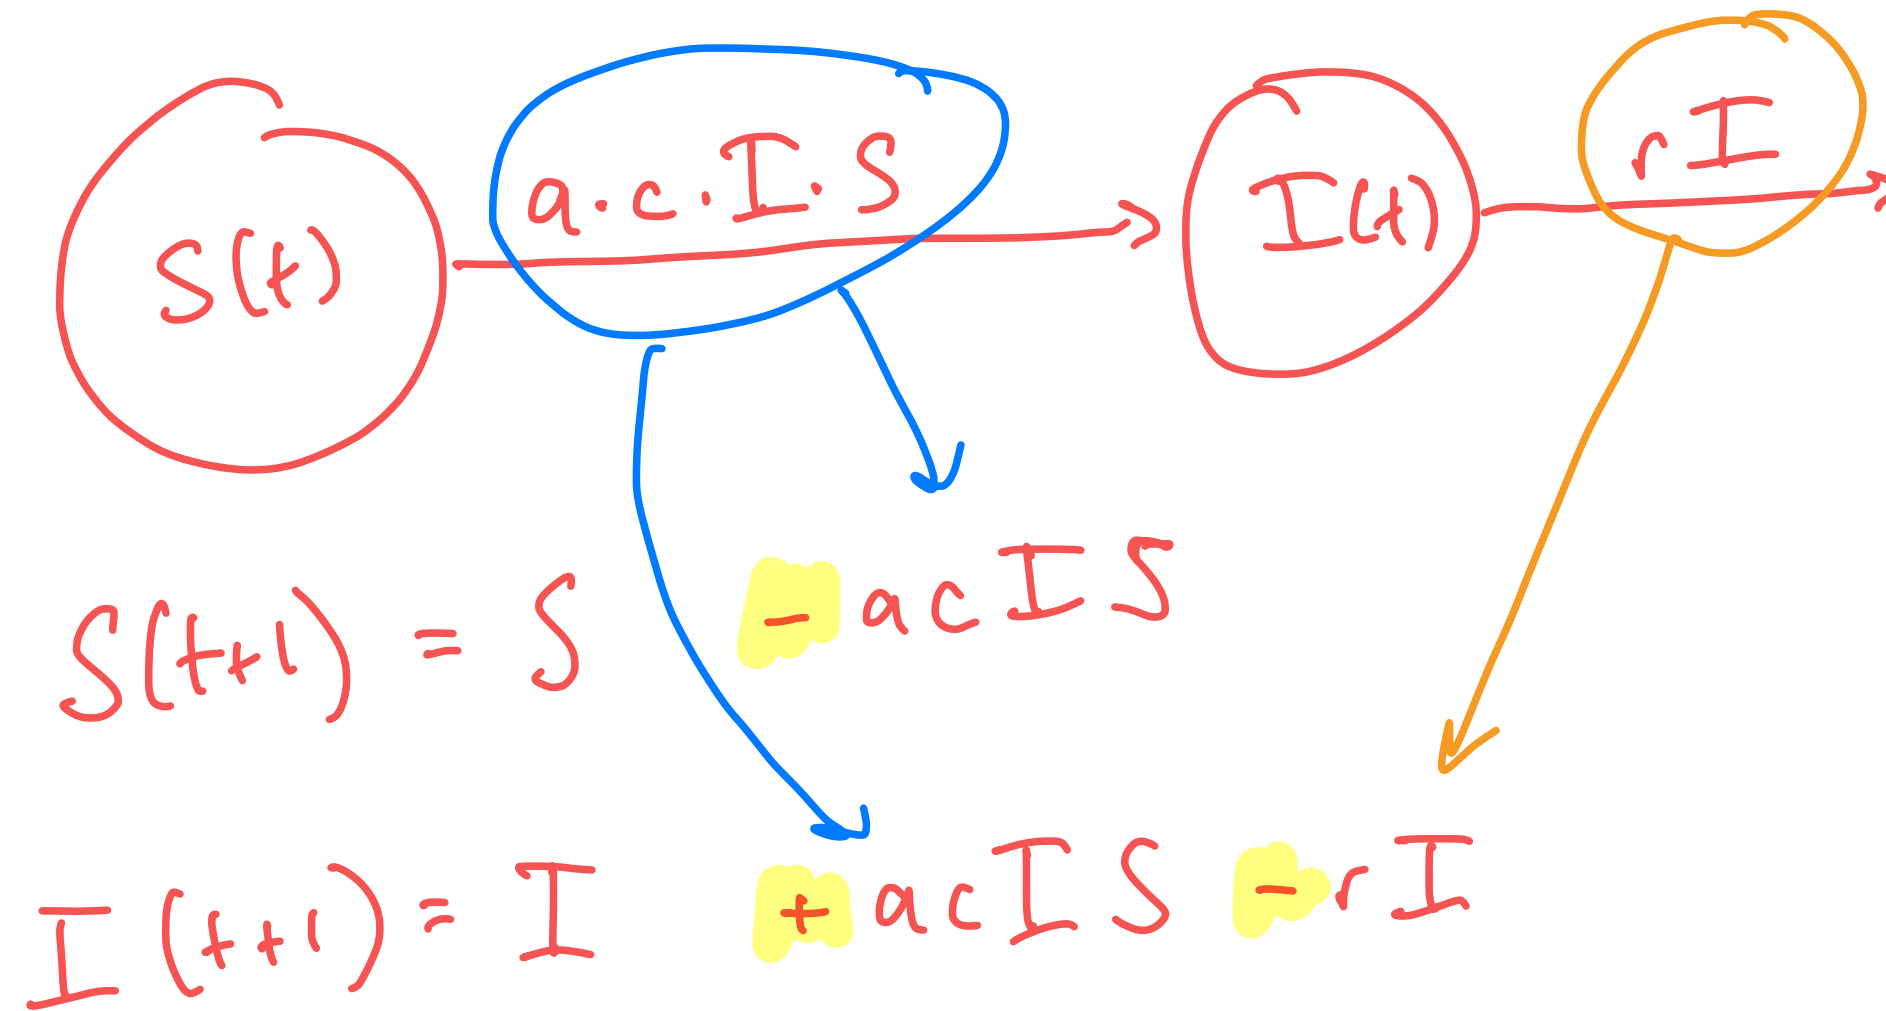 S(t) a·c·I·S I(t) rI
S(t+1) = S - acIS
I(t+1) = I + acIS - rI